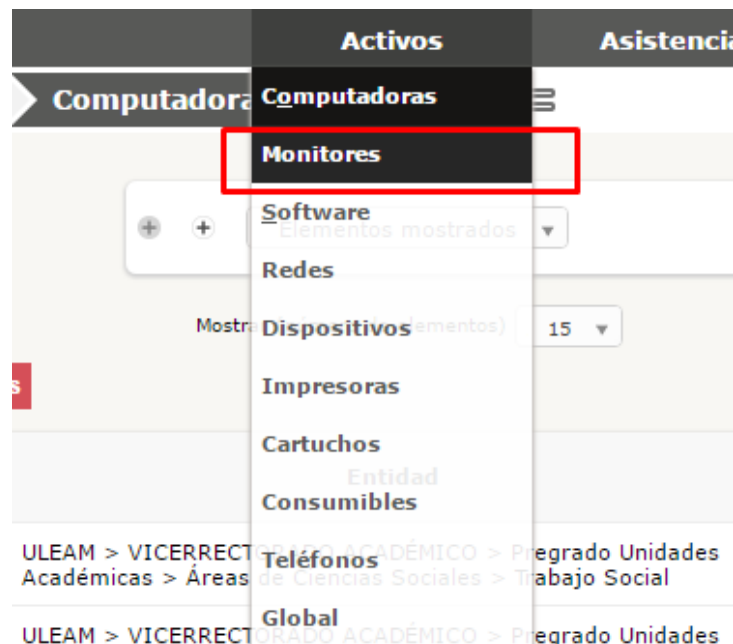 Activos Asistencia
Computadora
Computadoras
Monitores
Software
Elementos mostrados
Redes
Mostrar elementos) 15
Dispositivos
s
Impresoras
Cartuchos
Entidad
Consumibles
ULEAM > VICERRECTORADO ACADÉMICO > Pregrado Unidades
Teléfonos
Académicas > Áreas de Ciencias Sociales > Trabajo Social
Global
ULEAM > VICERRECTORADO ACADÉMICO > Pregrado Unidades